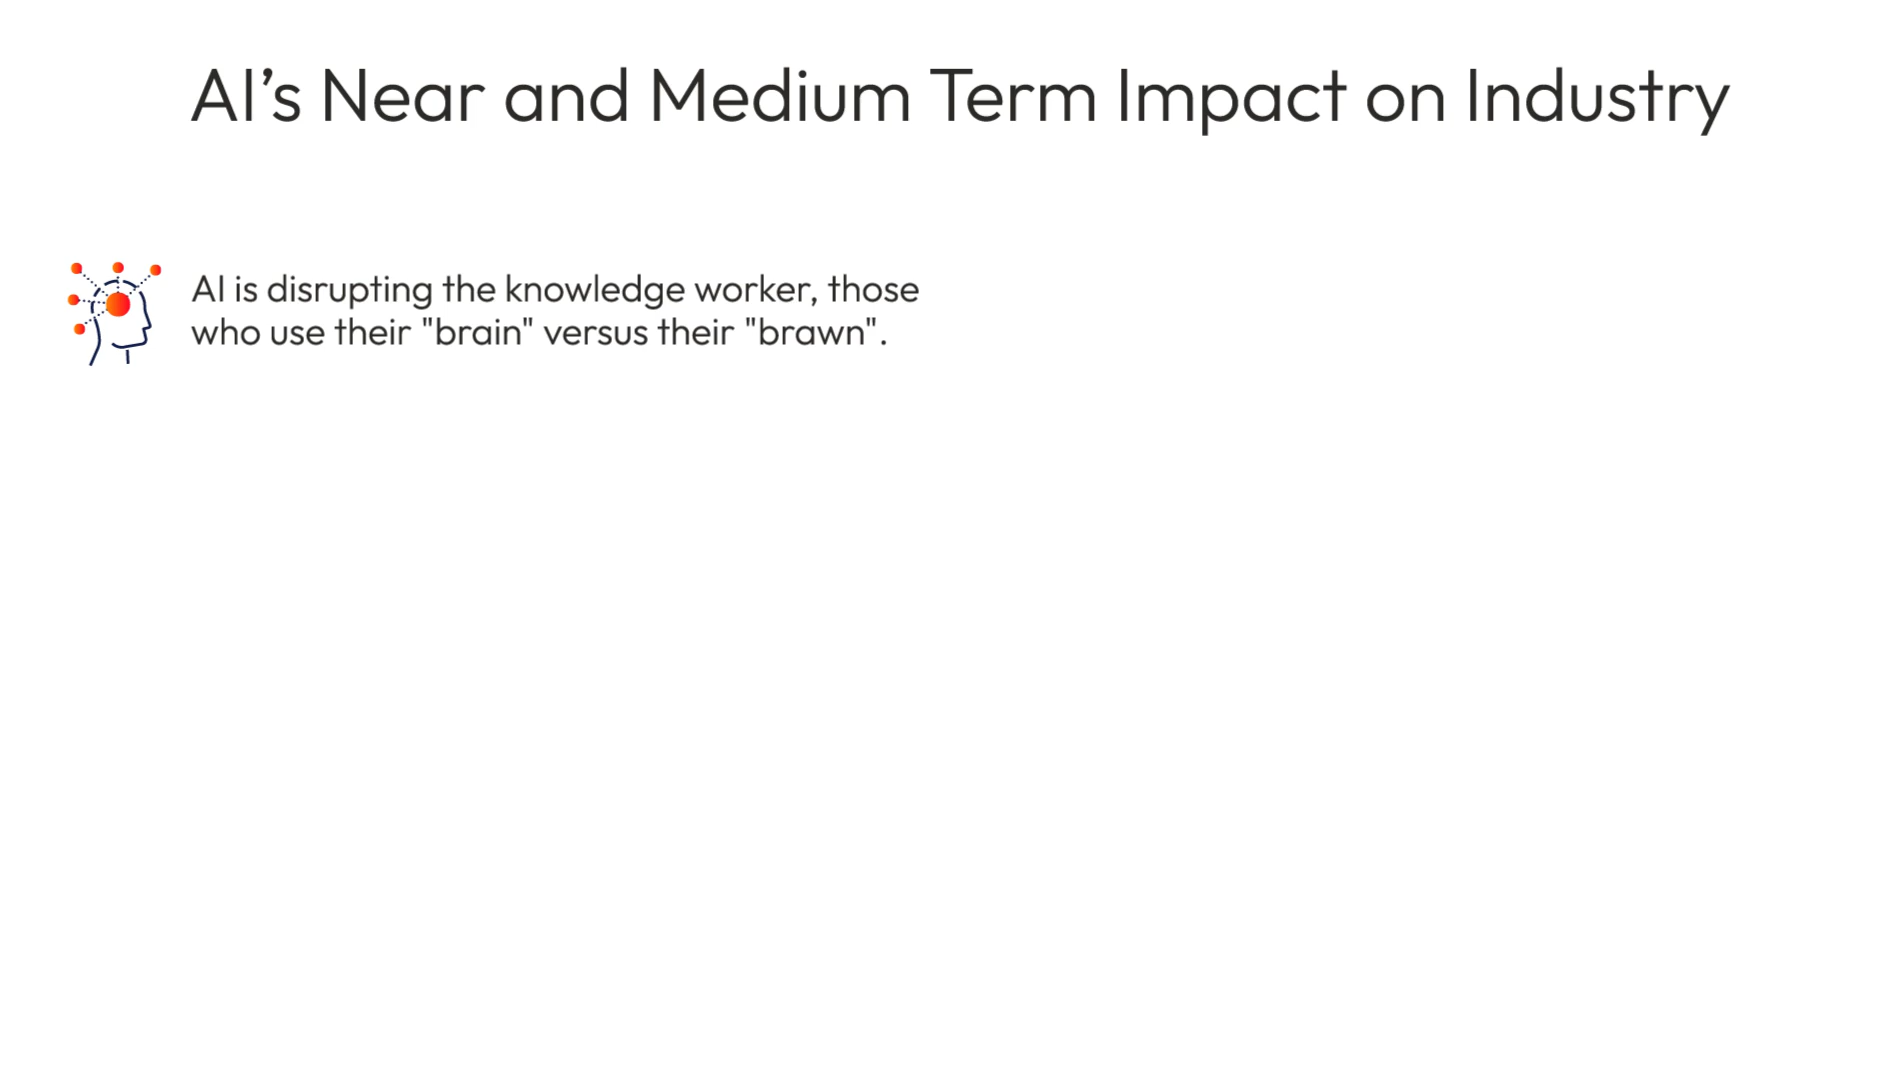 AI’s Near and Medium Term Impact on Industry
AI is disrupting the knowledge worker, those
who use their "brain" versus their "brawn".